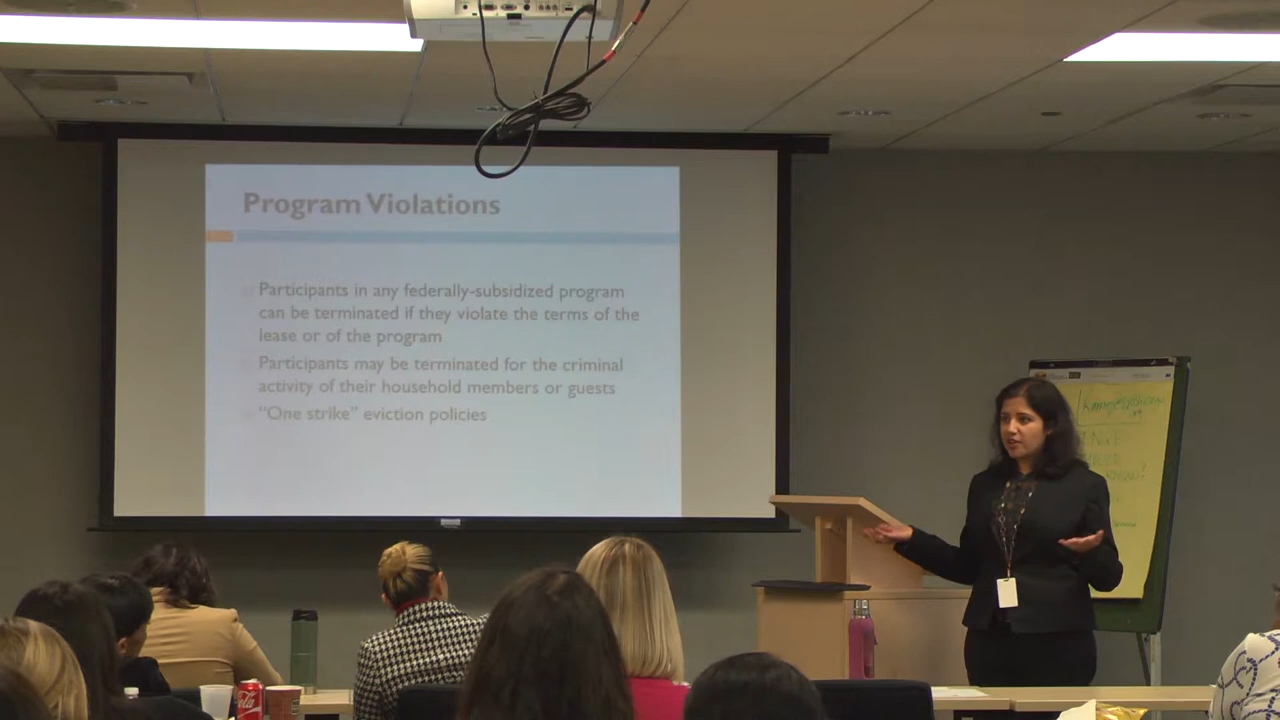 Program Violations
Participants in any federally-subsidized program
can be terminated if they violate the terms of the
lease or of the program
Participants may be terminated for the criminal
activity of their household members or guests
“One strike” eviction policies